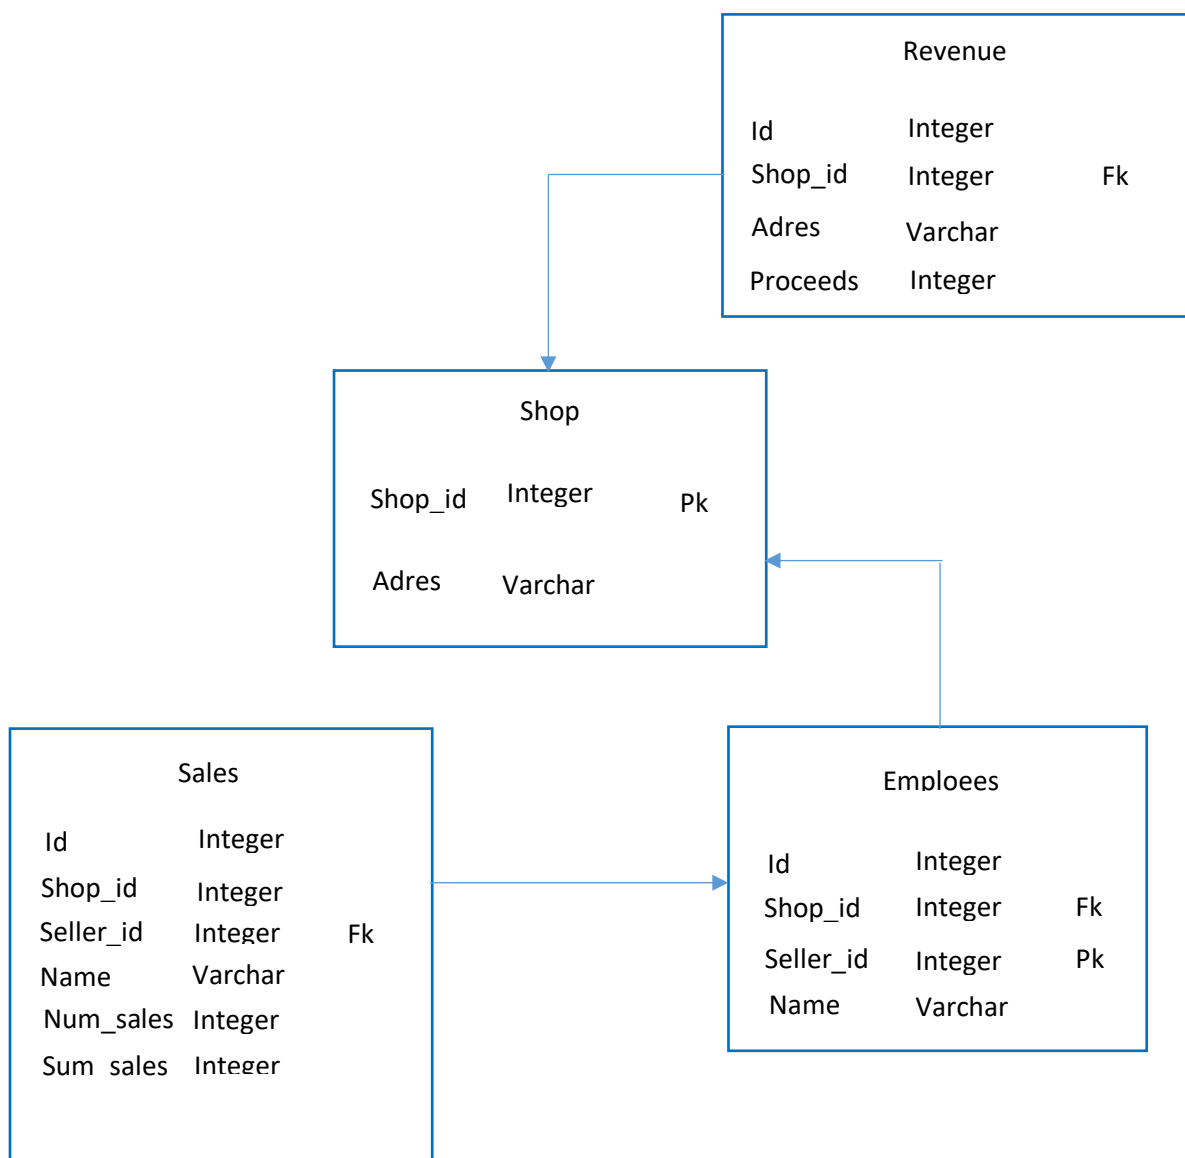 Revenue
Id Integer
Shop_id Integer Fk
Adres Varchar
Proceeds Integer
Shop
Shop_id Integer Pk
Adres Varchar
Sales
Id Integer
Shop_id Integer
Seller_id Integer Fk
Name Varchar
Num_sales Integer
Sum_sales Integer
Emploees
Id Integer
Shop_id Integer Fk
Seller_id Integer Pk
Name Varchar